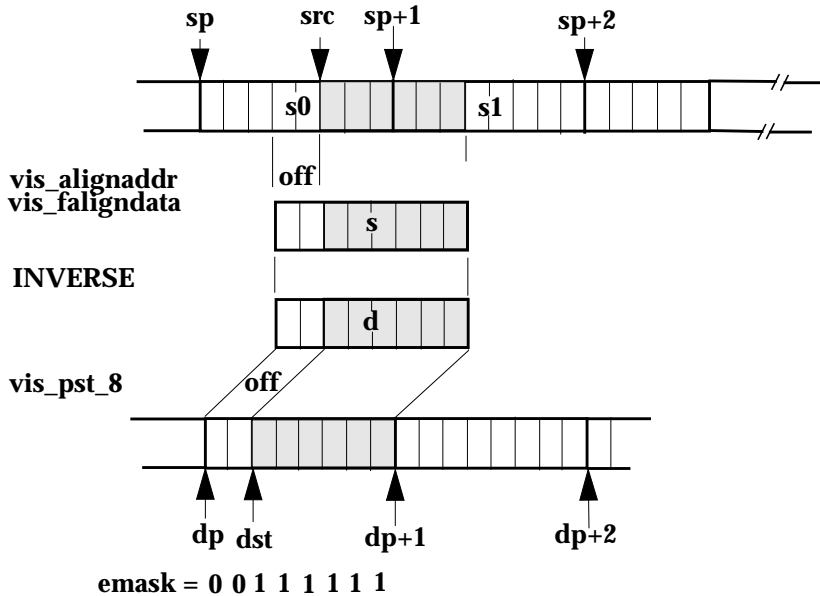 sp src sp+1 sp+2
s0 s1
vis_alignaddr off
vis_faligndata
s
INVERSE
d
vis_pst_8 off
dp dst dp+1 dp+2
emask = 0 0 1 1 1 1 1 1